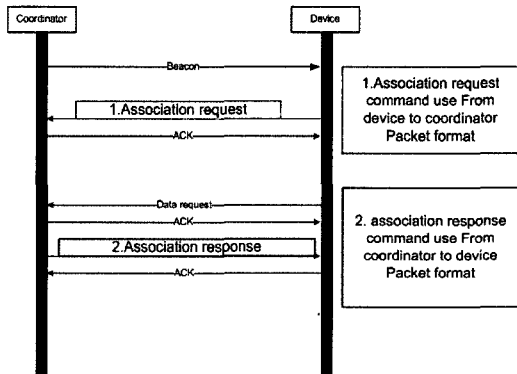 Coordinator
Device
Beacon
1.Association request
ACK
1.Association request
command use From
device to coordinator
Packet format
Data request
ACK
2.Association response
ACK
2. association response
command use From
coordinator to device
Packet format